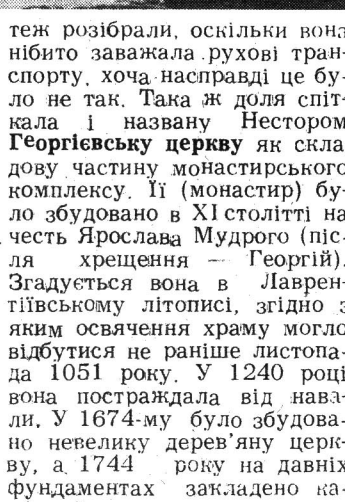 теж розібрали, оскільки вона
нібито заважала рухові тран-
спорту, хоча насправді це бу-
ло не так. Така ж доля спіт-
кала і названу Нестором
Георгієвську церкву як скла-
дову частину монастирського
комплексу. Її (монастир) бу-
ло збудовано в XI столітті на
честь Ярослава Мудрого (піс-
ля хрещення — Георгій).
Згадується вона в Лаврен-
тіївському літописі, згідно з
яким освячення храму могло
відбутися не раніше листопа-
да 1051 року. У 1240 році
вона постраждала від нава-
ли. У 1674-му було збудова-
но невелику дерев’яну церк-
ву, а 1744 року на давніх
фундаментах закладено ка-